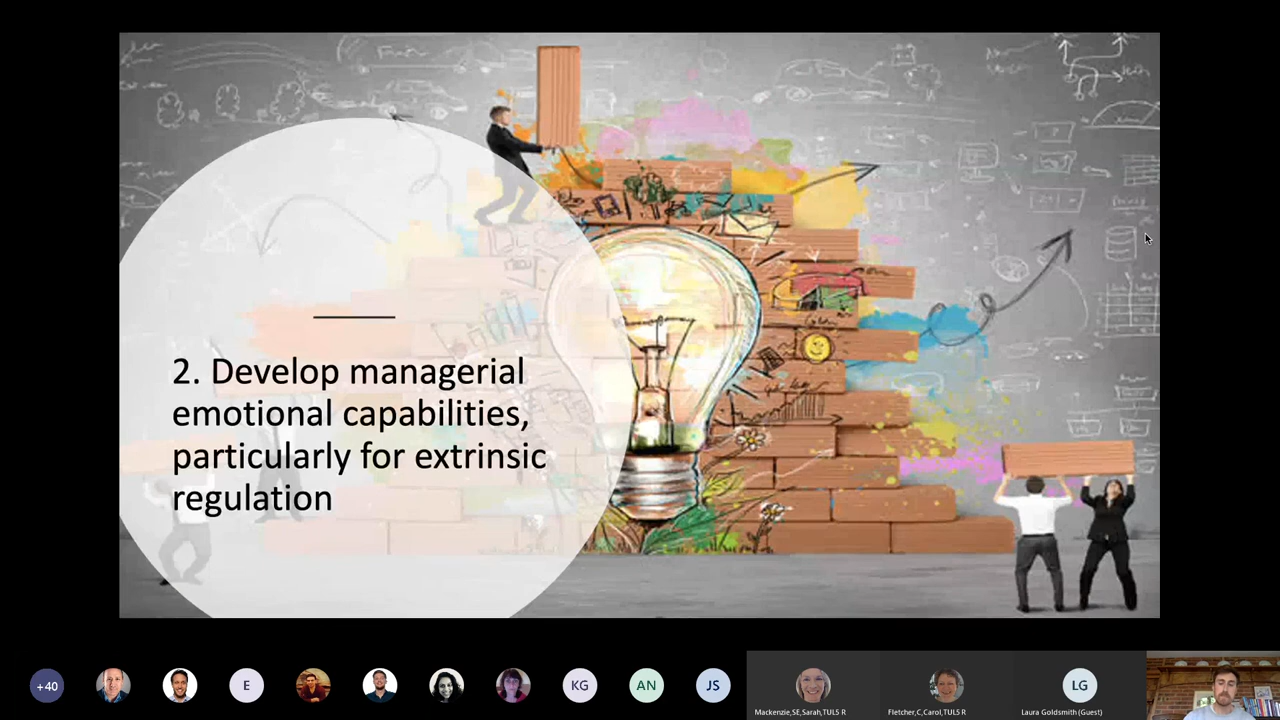 2. Develop managerial
emotional capabilities,
particularly for extrinsic
regulation
+40
E
KG
AN
JS
LG
Mackenzie,SE,Sarah,TUL5 R
Fletcher,C,Carol,TUL5 R
Laura Goldsmith (Guest)